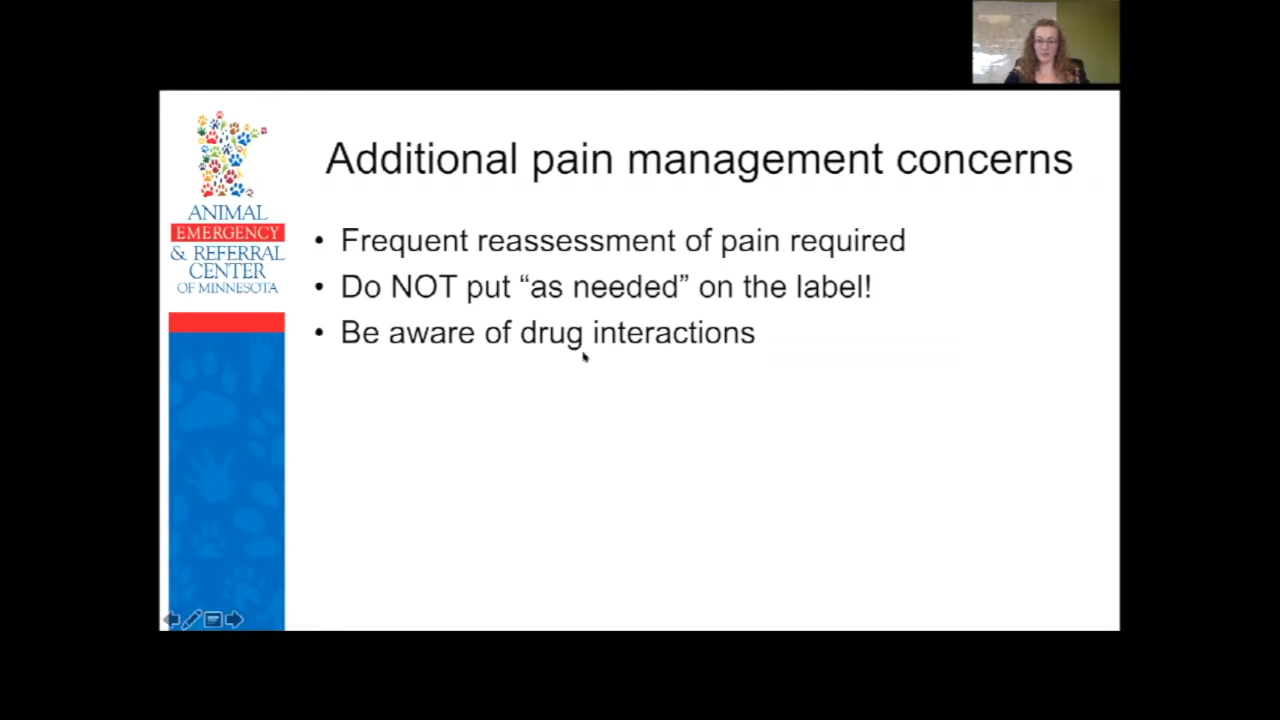 Additional pain management concerns
ANIMAL
EMERGENCY
& REFERRAL
CENTER
OF MINNESOTA
• Frequent reassessment of pain required
• Do NOT put “as needed” on the label!
• Be aware of drug interactions